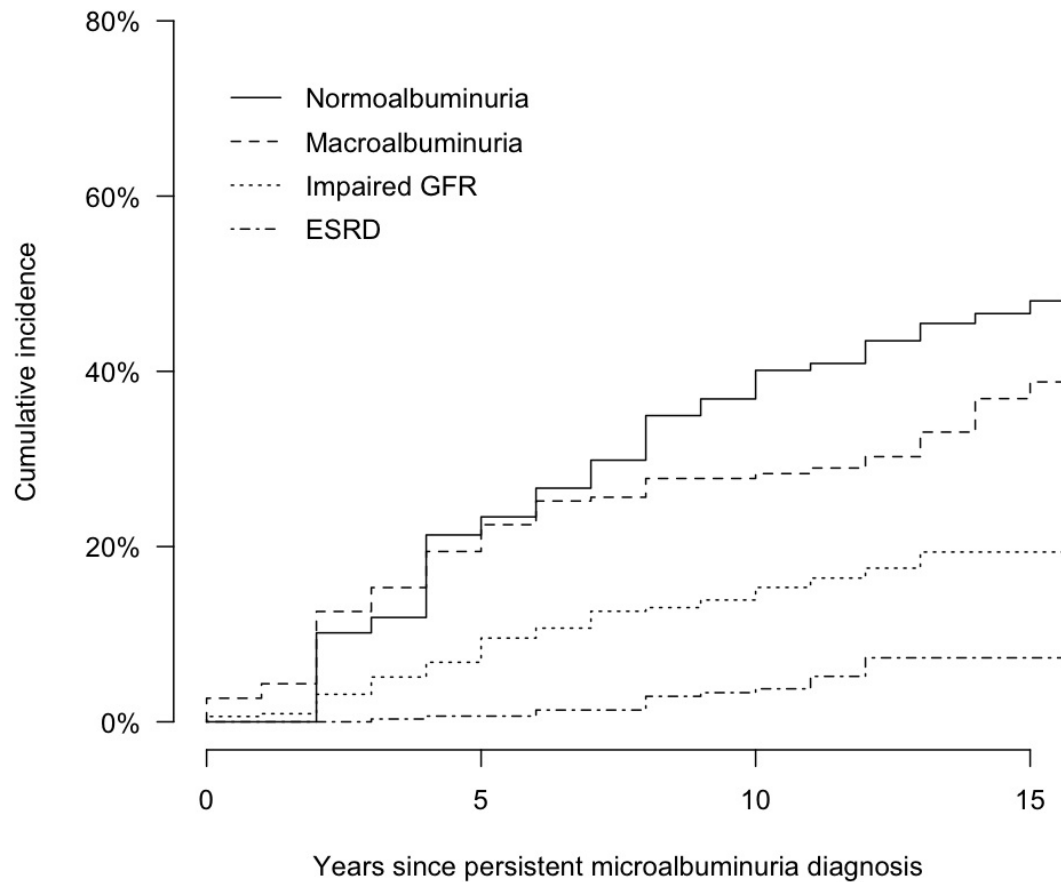 80%
60%
40%
20%
0%
Cumulative incidence
Normoalbuminuria
Macroalbuminuria
Impaired GFR
ESRD
0 5 10 15
Years since persistent microalbuminuria diagnosis